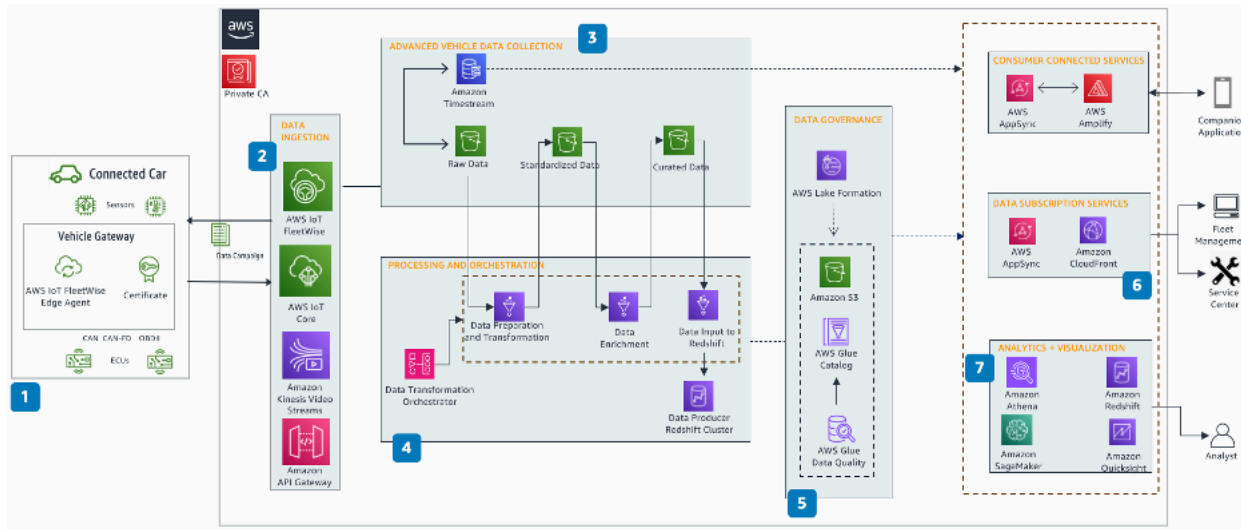 aws
Private CA
1
Connected Car
Sensors
Vehicle Gateway
AWS IoT FleetWise
Edge Agent
Certificate
CAN CAN-FD OBDII
ECUs
Data Campaign
2
DATA
INGESTION
AWS IoT
FleetWise
AWS IoT
Core
Amazon
Kinesis Video
Streams
Amazon
API Gateway
3
ADVANCED VEHICLE DATA COLLECTION
Amazon
Timestream
Raw Data
Standardized Data
Curated Data
4
PROCESSING AND ORCHESTRATION
Data Preparation
and Transformation
Data
Enrichment
Data Input to
Redshift
Data Transformation
Orchestrator
Data Producer
Redshift Cluster
5
DATA GOVERNANCE
AWS Lake Formation
Amazon S3
AWS Glue
Catalog
AWS Glue
Data Quality
CONSUMER CONNECTED SERVICES
AWS
AppSync
AWS
Amplify
6
DATA SUBSCRIPTION SERVICES
AWS
AppSync
Amazon
CloudFront
7
ANALYTICS + VISUALIZATION
Amazon
Athena
Amazon
Redshift
Amazon
SageMaker
Amazon
Quicksight
Companio
Applicatio
Fleet
Management
Service
Center
Analyst